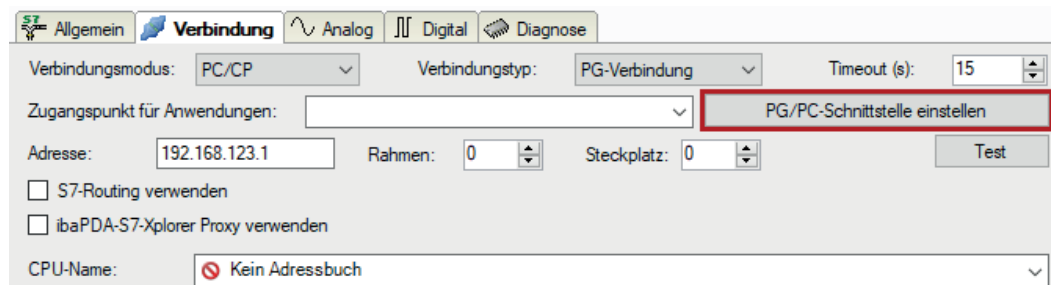 S7 Allgemein Verbindung Analog Digital Diagnose
Verbindungsmodus: PC/CP Verbindungstyp: PG-Verbindung Timeout (s): 15
Zugangspunkt für Anwendungen: PG/PC-Schnittstelle einstellen
Adresse: 192.168.123.1 Rahmen: 0 Steckplatz: 0 Test
S7-Routing verwenden
ibaPDA-S7-Xplorer Proxy verwenden
CPU-Name: Kein Adressbuch